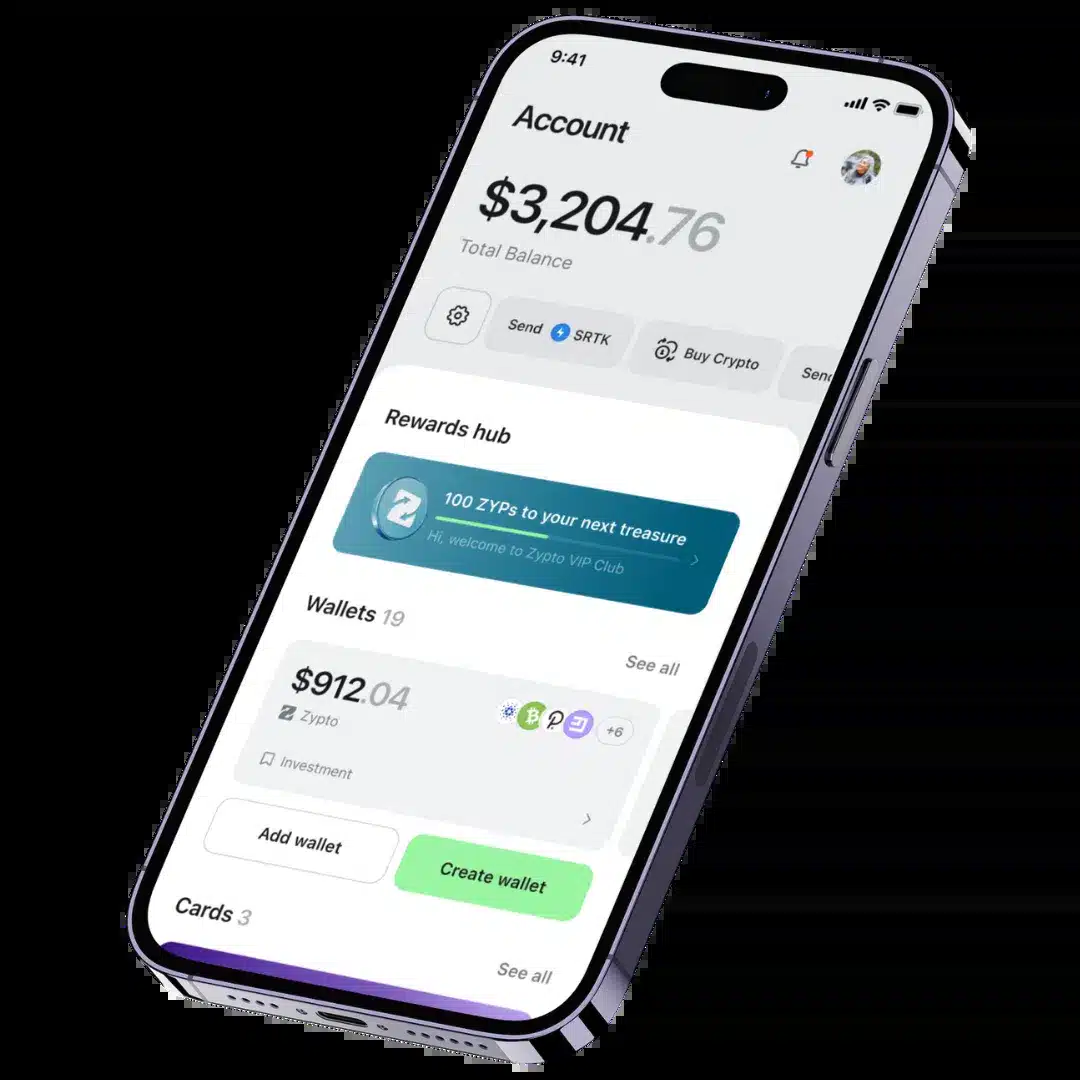 9:41
Account
$3,204.76
Total Balance
Send SRTK
Buy Crypto
Send
Rewards hub
100 ZYPs to your next treasure
Hi, welcome to Zypto VIP Club
Wallets 19
See all
$912.04
+6
Zypto
Investment
Add wallet
Create wallet
Cards 3
See all